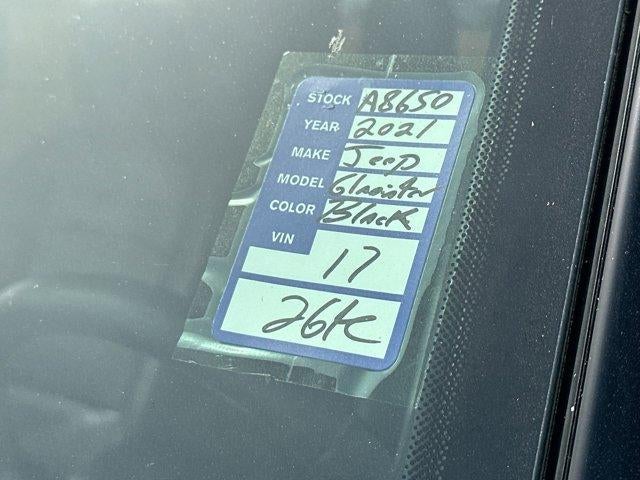 STOCK A8650
YEAR 2021
MAKE Jeep
MODEL Gladiator
COLOR Black
VIN
17
26k